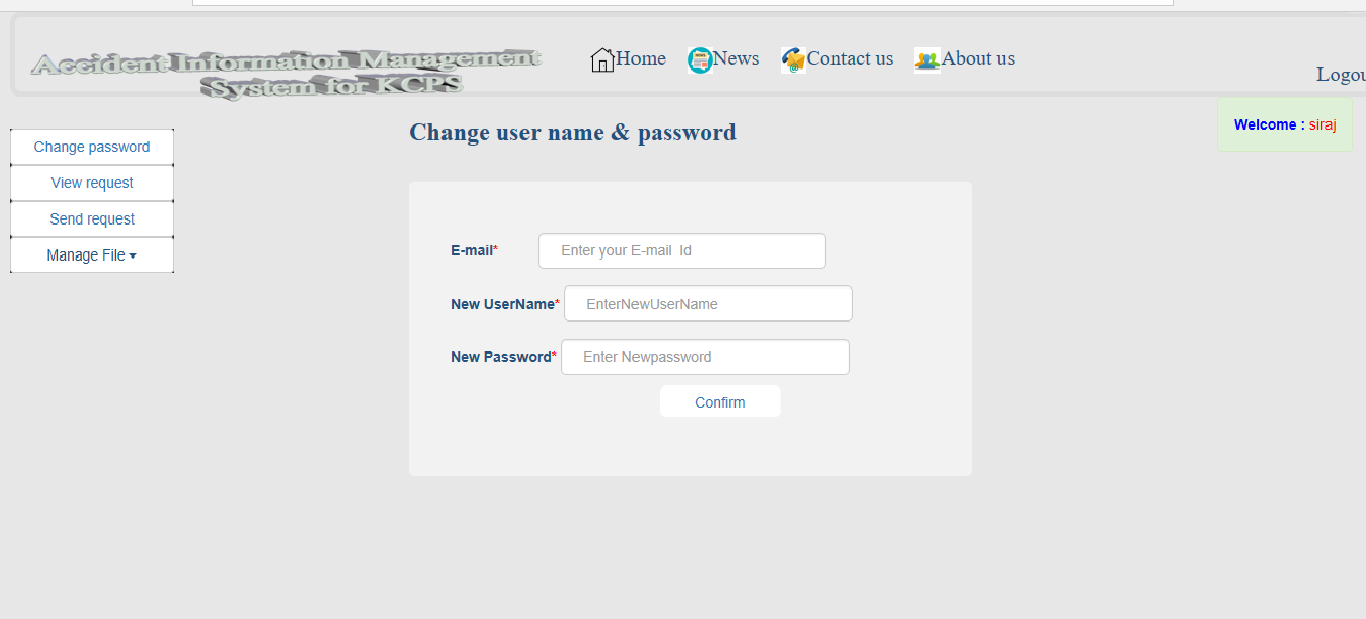 Accident Information Management
System for KCPS
Home News Contact us About us
Logou
Welcome : siraj
Change password
View request
Send request
Manage File
Change user name & password
E-mail* Enter your E-mail Id
New UserName* EnterNewUserName
New Password* Enter Newpassword
Confirm